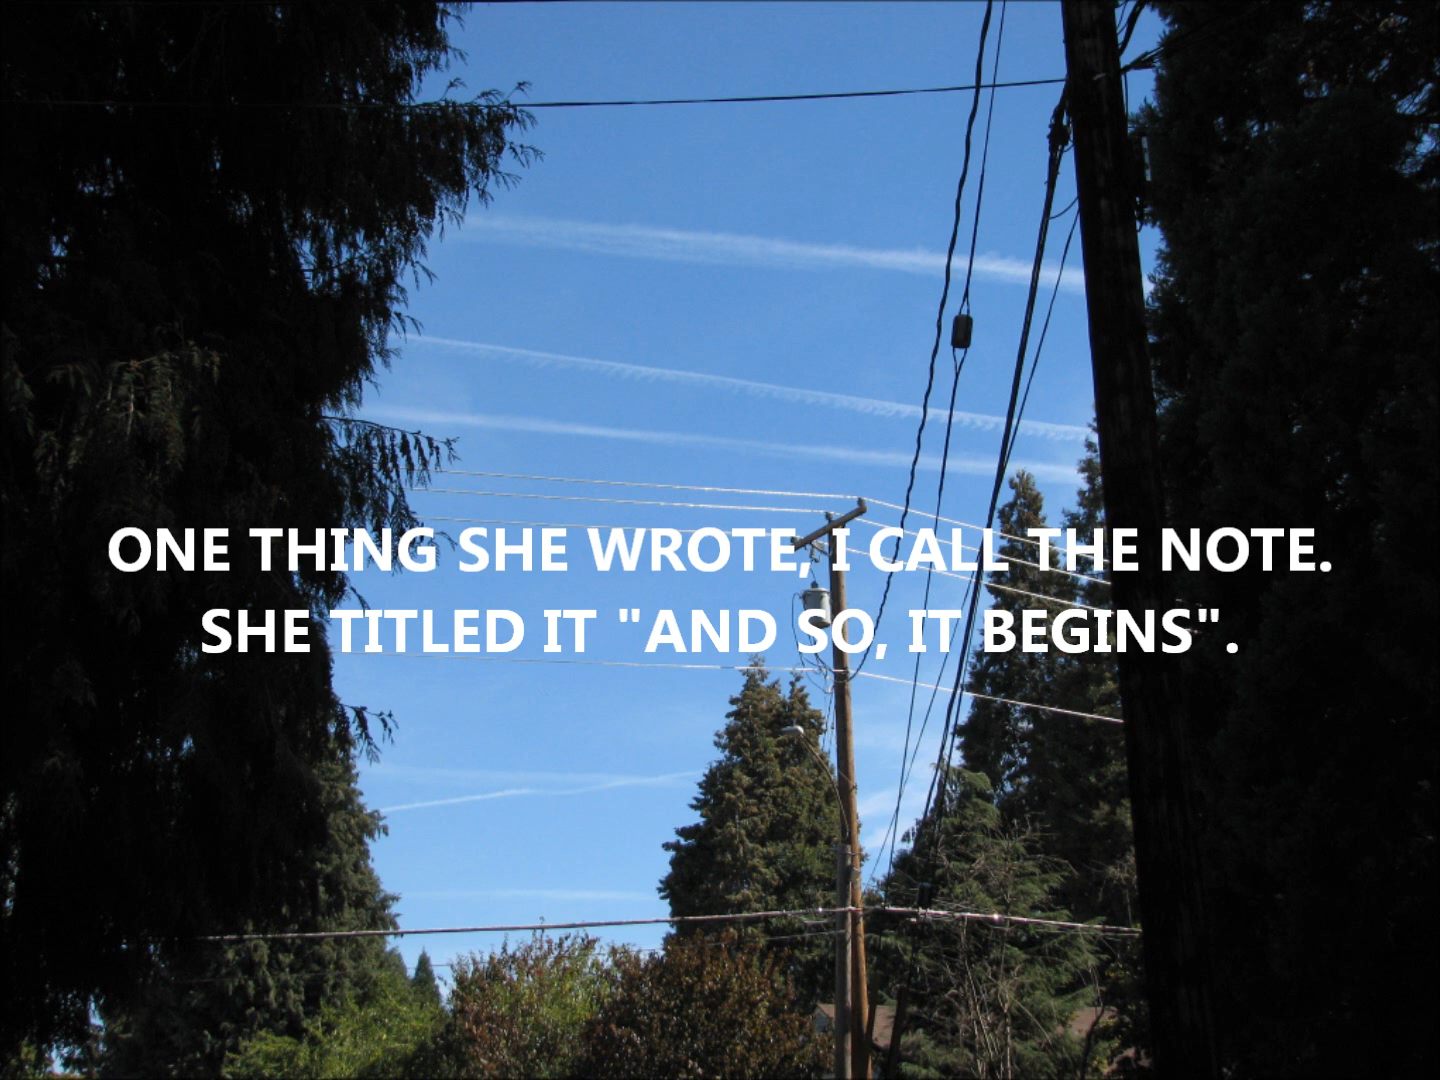 ONE THING SHE WROTE, I CALL THE NOTE.
SHE TITLED IT "AND SO, IT BEGINS".